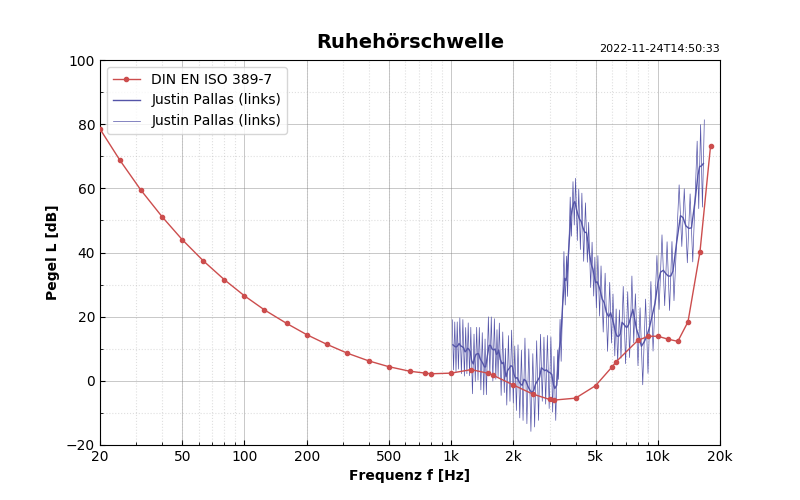 Ruhehörschwelle
2022-11-24T14:50:33
DIN EN ISO 389-7
Justin Pallas (links)
Justin Pallas (links)
Pegel L [dB]
100
80
60
40
20
0
−20
20 50 100 200 500 1k 2k 5k 10k 20k
Frequenz f [Hz]